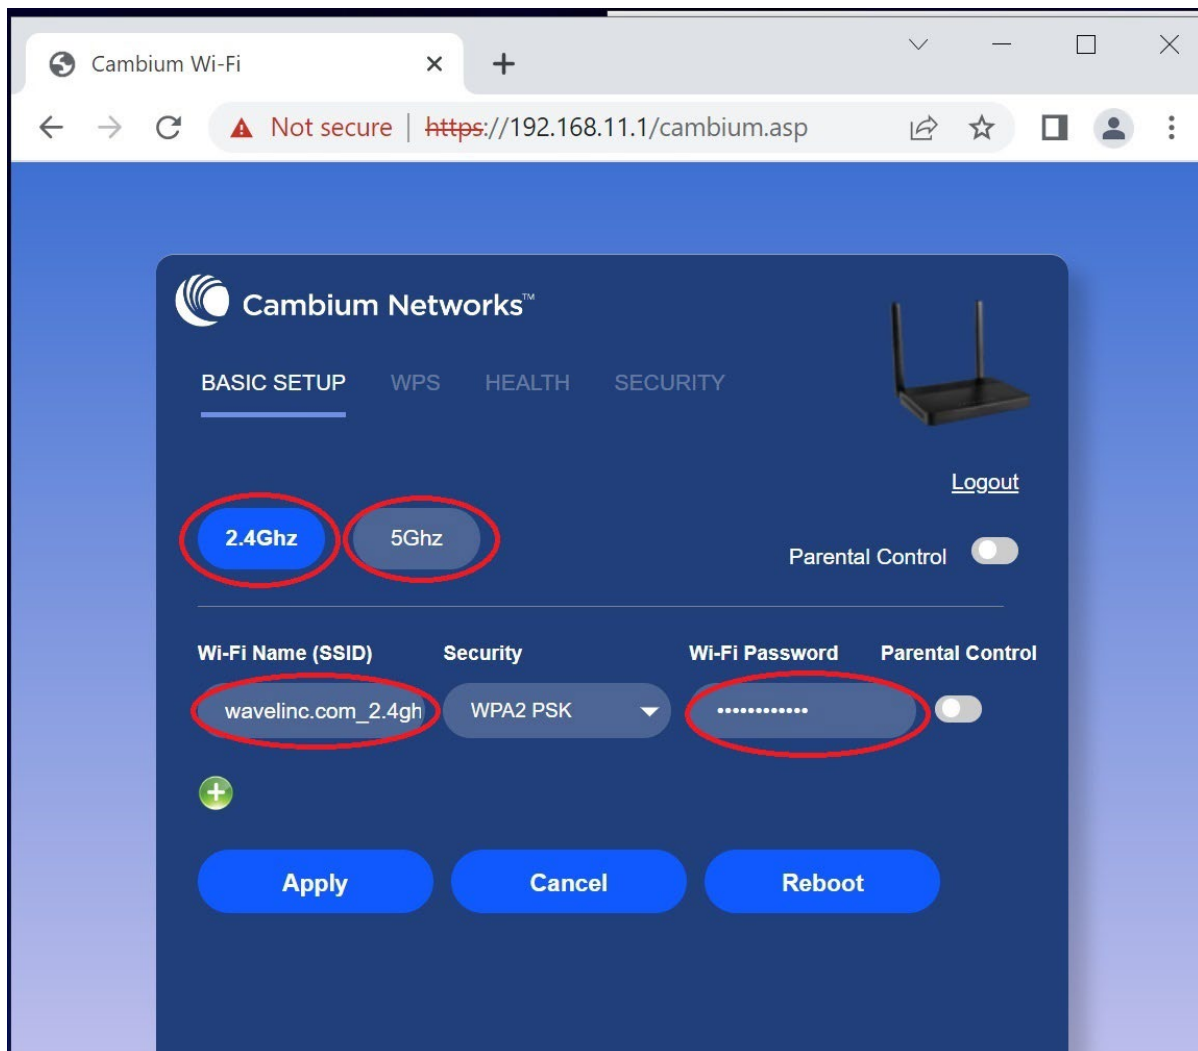 Cambium Wi-Fi
Not secure | https://192.168.11.1/cambium.asp
Cambium Networks™
BASIC SETUP WPS HEALTH SECURITY
Logout
2.4Ghz 5Ghz
Parental Control
Wi-Fi Name (SSID) Security Wi-Fi Password Parental Control
wavelinc.com_2.4gh WPA2 PSK ••••••••••••
Apply Cancel Reboot